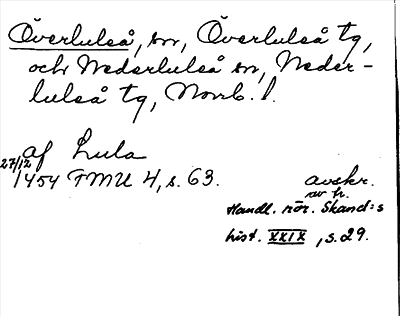 Överluleå, sn, Överluleå tg,
och Nederluleå sn, Neder-
luleå tg, Norrb. l.
af Lula
27/12 1454 FMU 4, s. 63.
avskr.
av fr.
Handl. rör. Skand:s
hist. XXIX, s. 29.